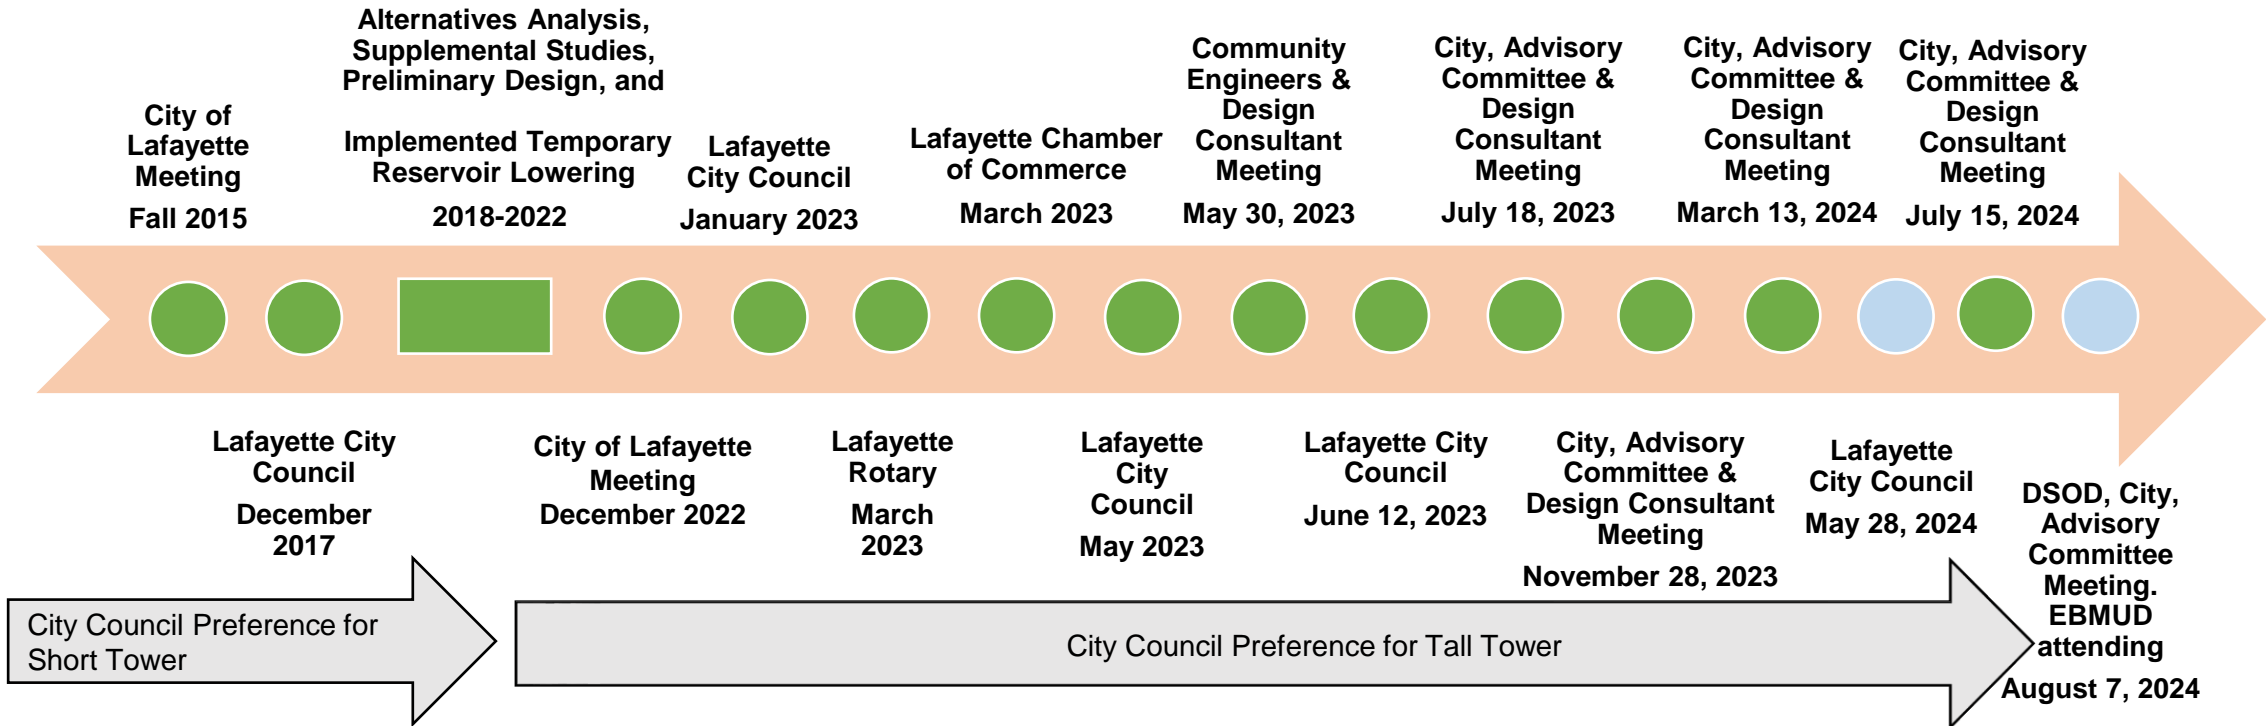 City of
Lafayette
Meeting
Fall 2015
Alternatives Analysis,
Supplemental Studies,
Preliminary Design, and
Implemented Temporary
Reservoir Lowering
2018-2022
Lafayette
City Council
January 2023
Lafayette Chamber
of Commerce
March 2023
Community
Engineers &
Design
Consultant
Meeting
May 30, 2023
City, Advisory
Committee &
Design
Consultant
Meeting
July 18, 2023
City, Advisory
Committee &
Design
Consultant
Meeting
March 13, 2024
City, Advisory
Committee &
Design
Consultant
Meeting
July 15, 2024
Lafayette City
Council
December
2017
City of Lafayette
Meeting
December 2022
Lafayette
Rotary
March
2023
Lafayette
City
Council
May 2023
Lafayette City
Council
June 12, 2023
City, Advisory
Committee &
Design Consultant
Meeting
November 28, 2023
Lafayette
City Council
May 28, 2024
DSOD, City,
Advisory
Committee
Meeting.
EBMUD
attending
August 7, 2024
City Council Preference for
Short Tower
City Council Preference for Tall Tower